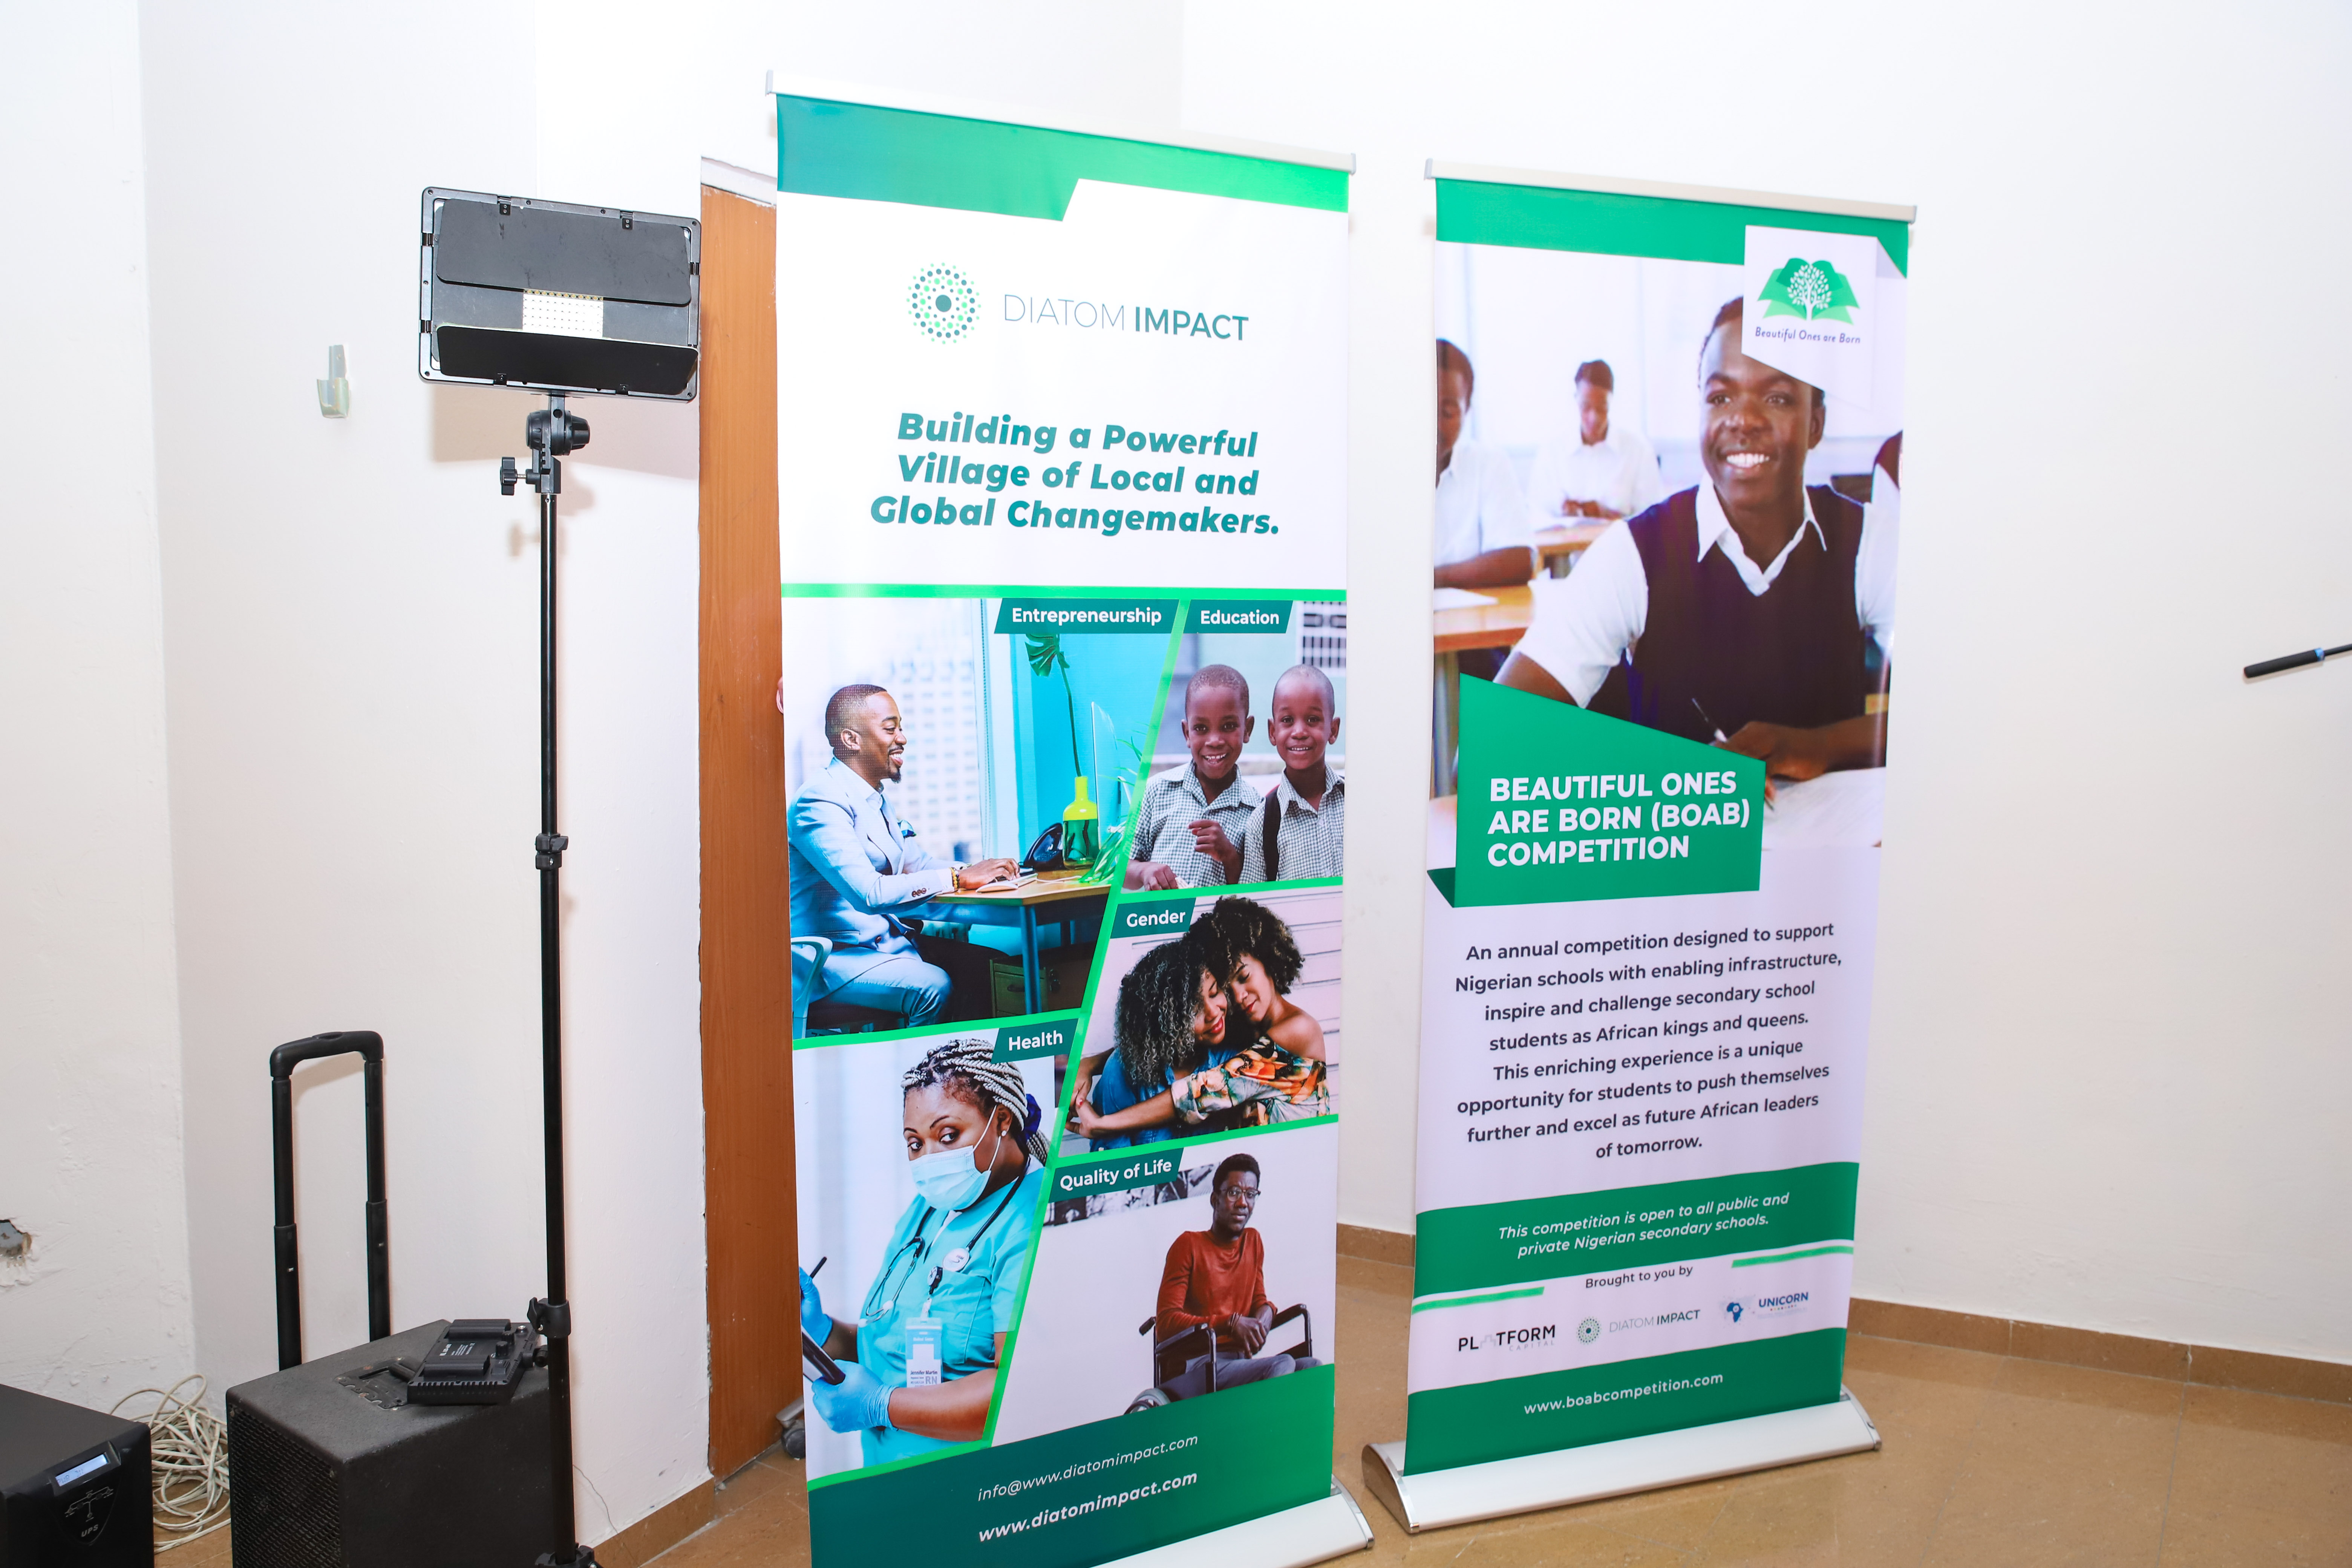 DIATOM IMPACT
Building a Powerful
Village of Local and
Global Changemakers.
Entrepreneurship
Education
Gender
Health
Quality of Life
RN
info@www.diatomimpact.com
www.diatomimpact.com
Beautiful Ones are Born
BEAUTIFUL ONES
ARE BORN (BOAB)
COMPETITION
An annual competition designed to support
Nigerian schools with enabling infrastructure,
inspire and challenge secondary school
students as African kings and queens.
This enriching experience is a unique
opportunity for students to push themselves
further and excel as future African leaders
of tomorrow.
This competition is open to all public and
private Nigerian secondary schools.
Brought to you by
PLATFORM
CAPITAL
DIATOM IMPACT
UNICORN
www.boabcompetition.com
UPS